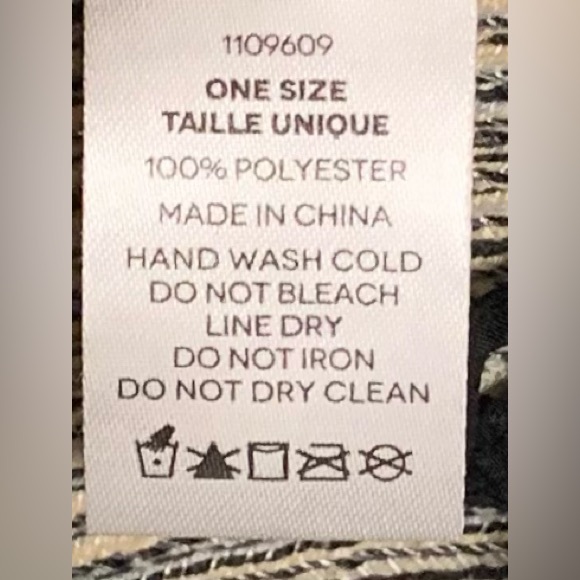 1109609
ONE SIZE
TAILLE UNIQUE
100% POLYESTER
MADE IN CHINA
HAND WASH COLD
DO NOT BLEACH
LINE DRY
DO NOT IRON
DO NOT DRY CLEAN